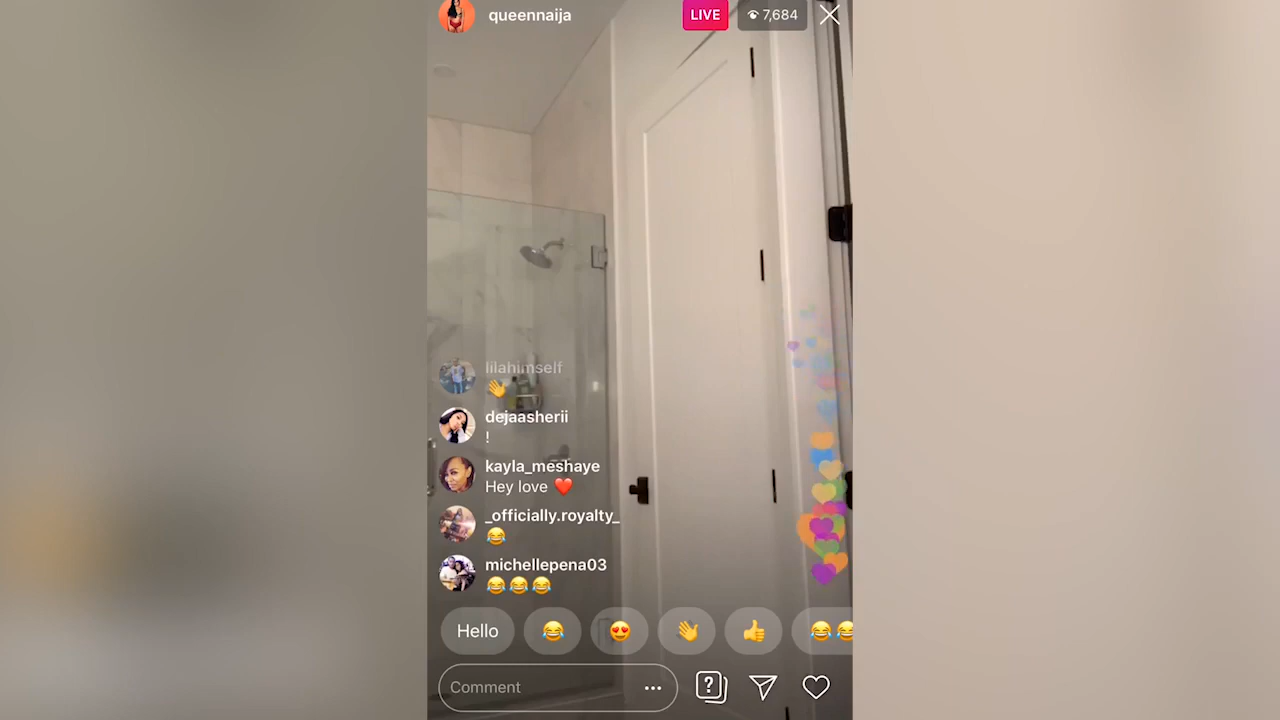 queennaija
LIVE
7,684
lilahimself
👋
dejaasherii
!
kayla_meshaye
Hey love ❤️
_officially.royalty_
😂
michellepena03
😂😂😂
Hello 😂 😍 👋 👍 😂😂
Comment
?